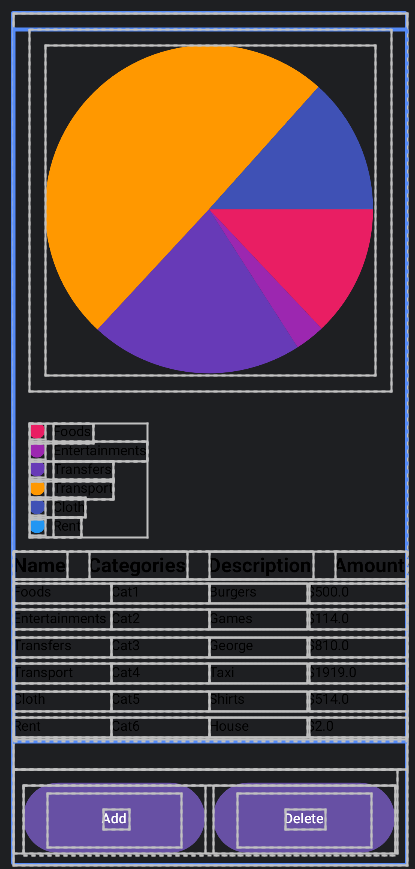 Foods
Entertainments
Transfers
Transport
Cloth
Rent
Name Categories Description Amount
Foods Cat1 Burgers $500.0
Entertainments Cat2 Games $114.0
Transfers Cat3 George $810.0
Transport Cat4 Taxi $1919.0
Cloth Cat5 Shirts $514.0
Rent Cat6 House $2.0
Add Delete